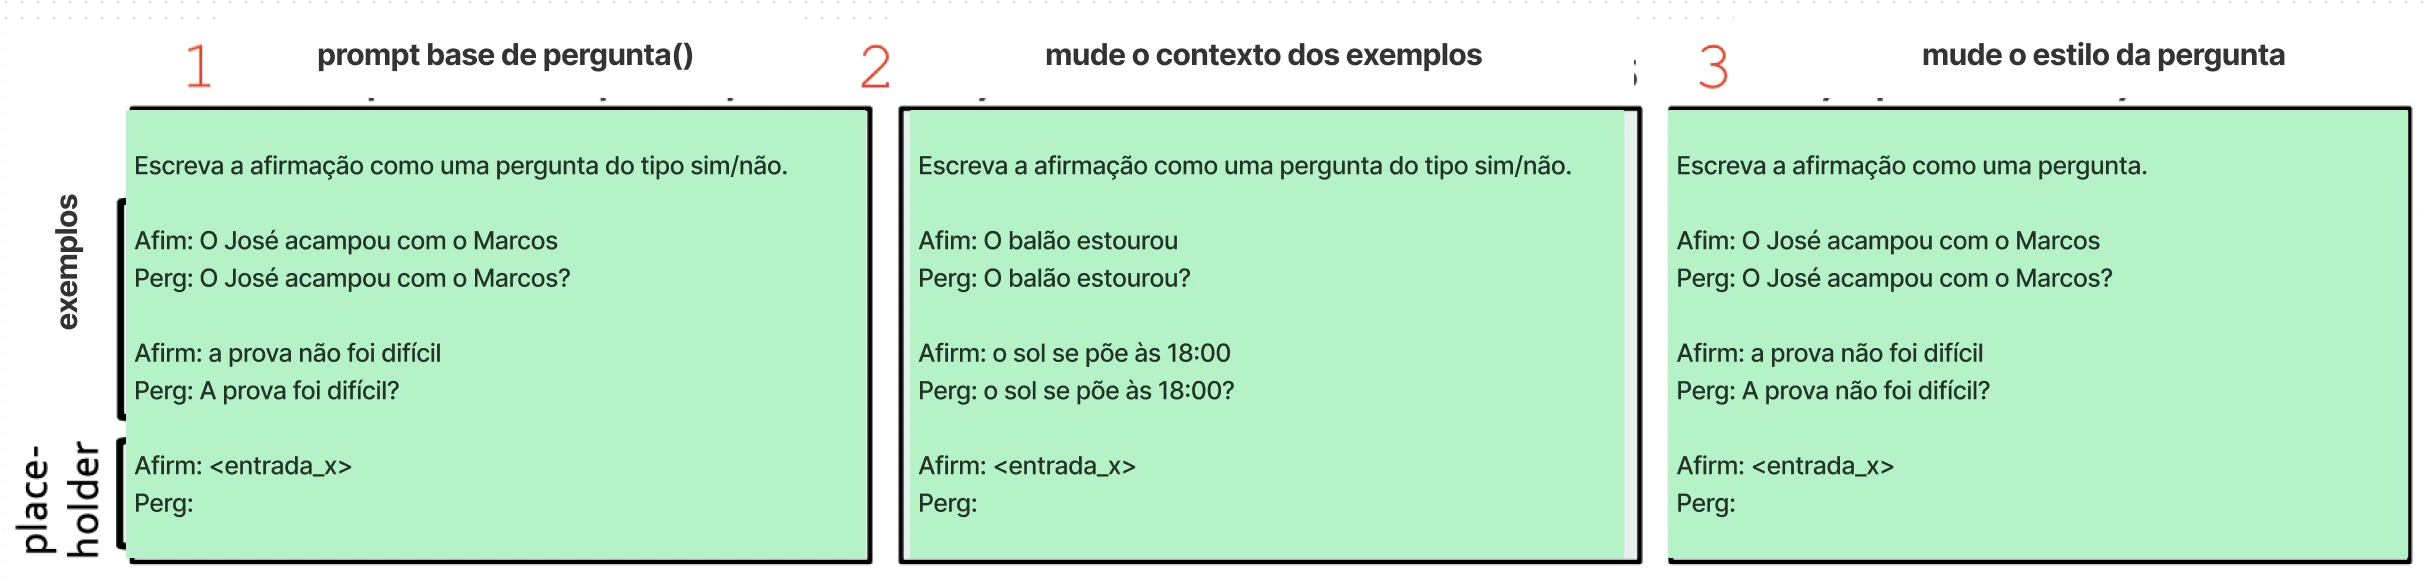 1
prompt base de pergunta()
exemplos
place-
holder
Escreva a afirmação como uma pergunta do tipo sim/não.
Afim: O José acampou com o Marcos
Perg: O José acampou com o Marcos?
Afirm: a prova não foi difícil
Perg: A prova foi difícil?
Afirm: <entrada_x>
Perg:
2
mude o contexto dos exemplos
Escreva a afirmação como uma pergunta do tipo sim/não.
Afim: O balão estourou
Perg: O balão estourou?
Afirm: o sol se põe às 18:00
Perg: o sol se põe às 18:00?
Afirm: <entrada_x>
Perg:
3
mude o estilo da pergunta
Escreva a afirmação como uma pergunta.
Afim: O José acampou com o Marcos
Perg: O José acampou com o Marcos?
Afirm: a prova não foi difícil
Perg: A prova não foi difícil?
Afirm: <entrada_x>
Perg: